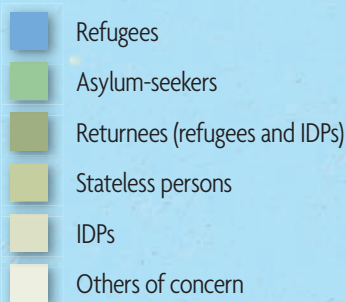 Refugees
Asylum-seekers
Returnees (refugees and IDPs)
Stateless persons
IDPs
Others of concern